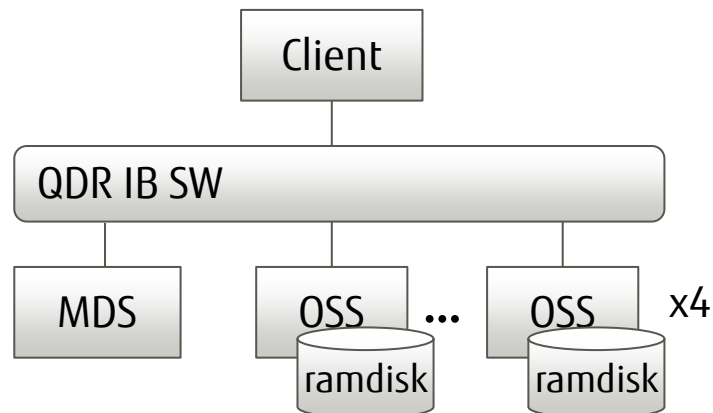 Client
QDR IB SW
MDS
OSS
...
OSS
x4
ramdisk
ramdisk